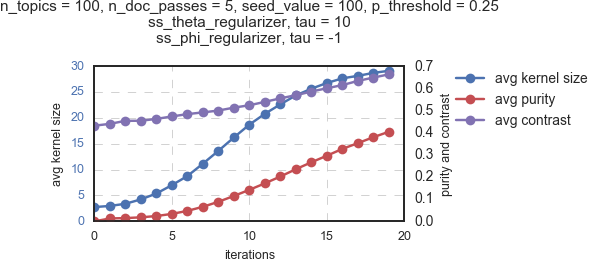 n_topics = 100, n_doc_passes = 5, seed_value = 100, p_threshold = 0.25
ss_theta_regularizer, tau = 10
ss_phi_regularizer, tau = -1
30
25
20
15
10
5
0
avg kernel size
0
5
10
15
20
iterations
0.7
0.6
0.5
0.4
0.3
0.2
0.1
0.0
purity and contrast
avg kernel size
avg purity
avg contrast